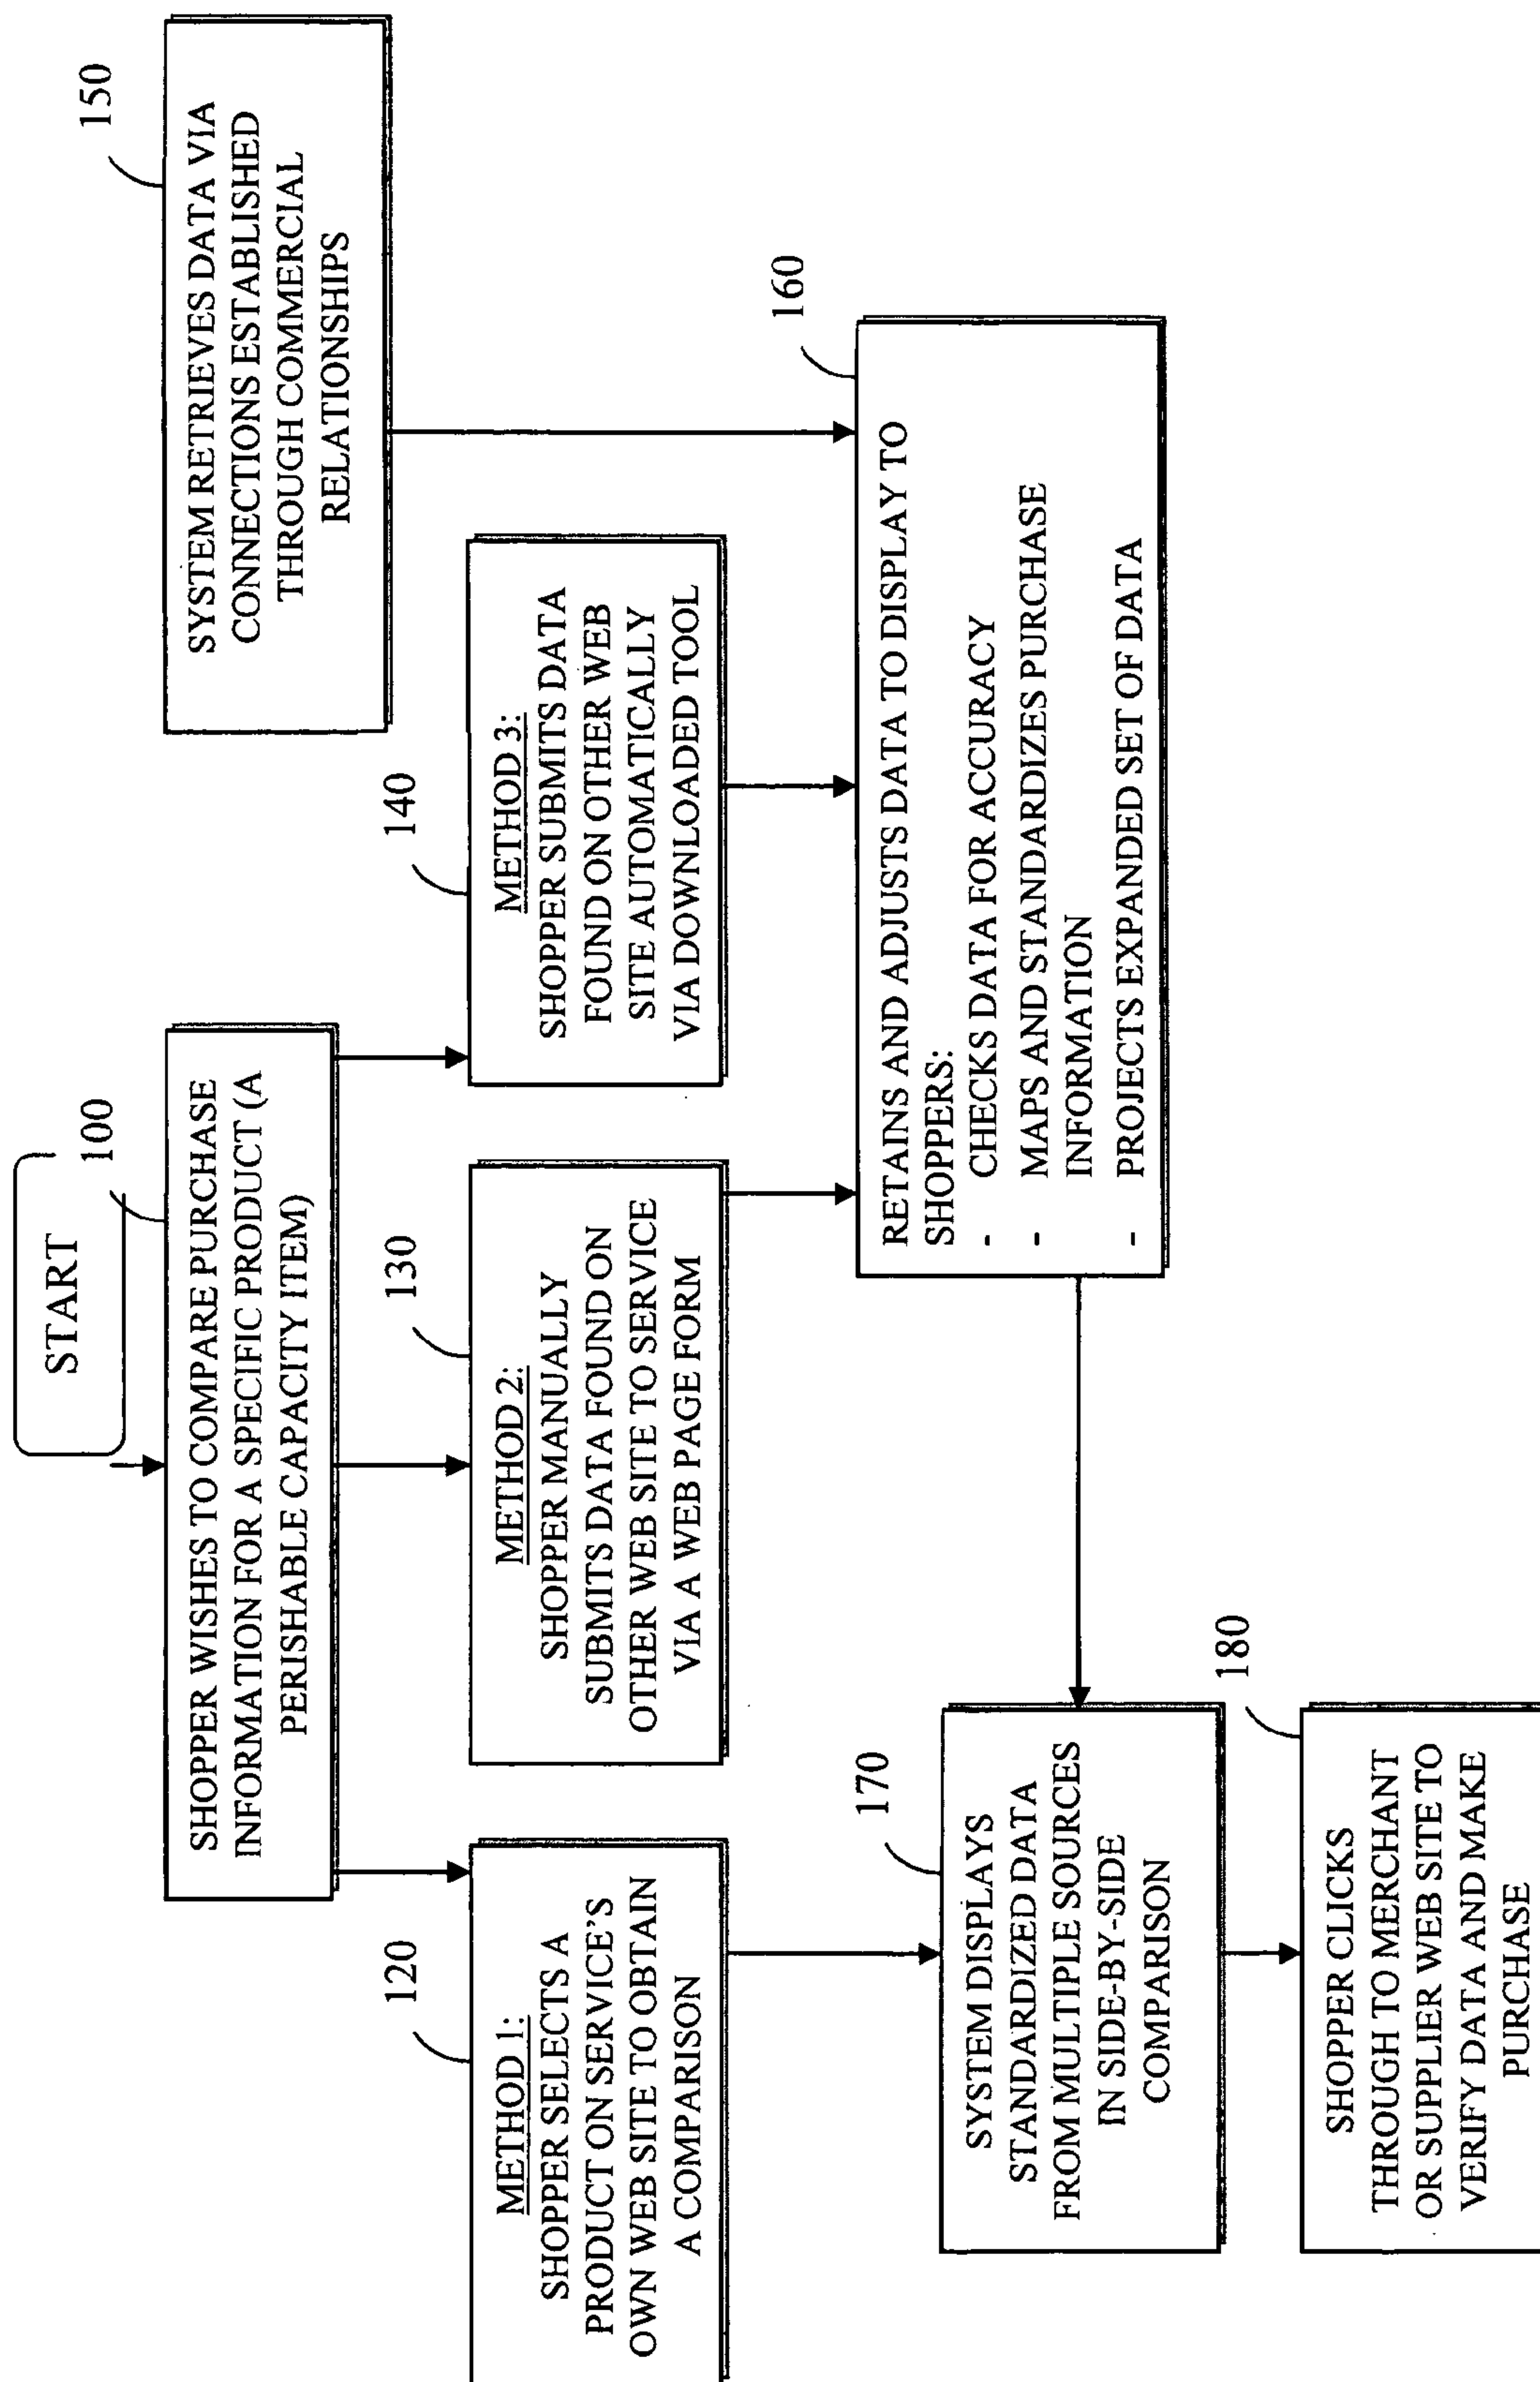 START
100
SHOPPER WISHES TO COMPARE PURCHASE
INFORMATION FOR A SPECIFIC PRODUCT (A
PERISHABLE CAPACITY ITEM)
150
SYSTEM RETRIEVES DATA VIA
CONNECTIONS ESTABLISHED
THROUGH COMMERCIAL
RELATIONSHIPS
120
METHOD 1:
SHOPPER SELECTS A
PRODUCT ON SERVICE'S
OWN WEB SITE TO OBTAIN
A COMPARISON
130
METHOD 2:
SHOPPER MANUALLY
SUBMITS DATA FOUND ON
OTHER WEB SITE TO SERVICE
VIA A WEB PAGE FORM
140
METHOD 3:
SHOPPER SUBMITS DATA
FOUND ON OTHER WEB
SITE AUTOMATICALLY
VIA DOWNLOADED TOOL
160
RETAINS AND ADJUSTS DATA TO DISPLAY TO
SHOPPERS:
- CHECKS DATA FOR ACCURACY
- MAPS AND STANDARDIZES PURCHASE
INFORMATION
- PROJECTS EXPANDED SET OF DATA
170
SYSTEM DISPLAYS
STANDARDIZED DATA
FROM MULTIPLE SOURCES
IN SIDE-BY-SIDE
COMPARISON
180
SHOPPER CLICKS
THROUGH TO MERCHANT
OR SUPPLIER WEB SITE TO
VERIFY DATA AND MAKE
PURCHASE